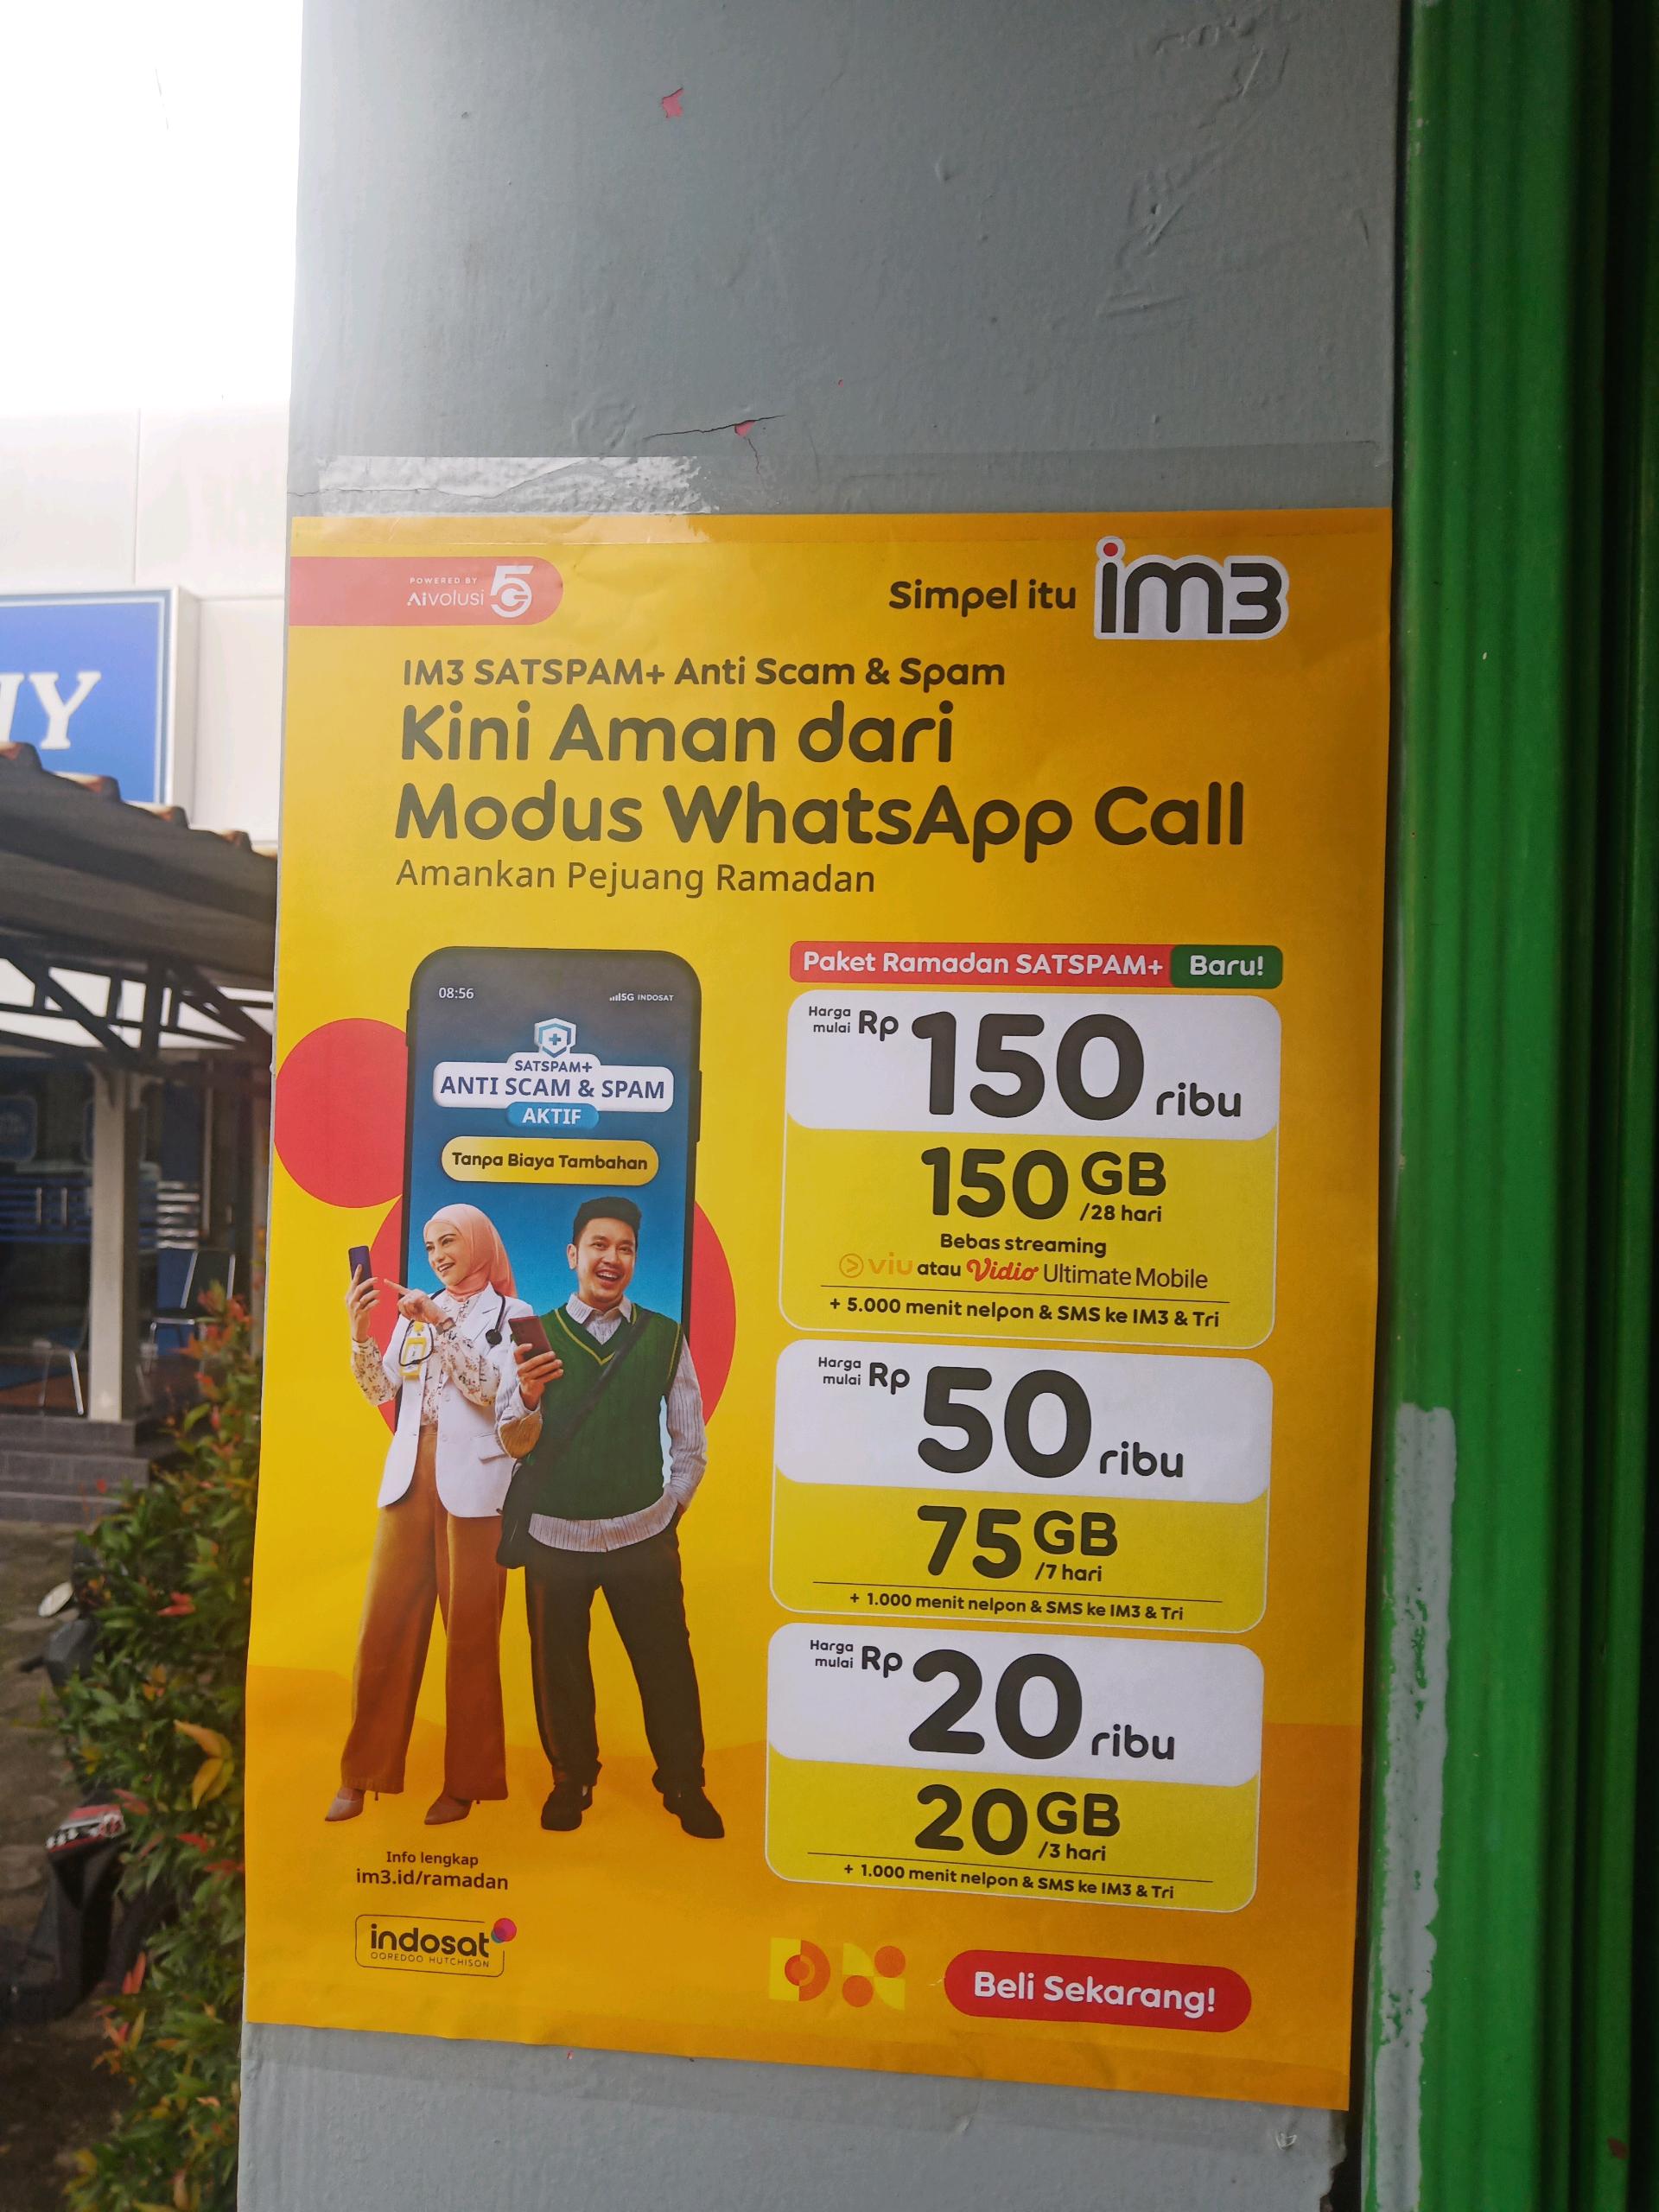 POWERED BY
AIvolusi 5G
Simpel itu im3
IM3 SATSPAM+ Anti Scam & Spam
Kini Aman dari
Modus WhatsApp Call
Amankan Pejuang Ramadan
08:56
5G INDOSAT
SATSPAM+
ANTI SCAM & SPAM
AKTIF
Tanpa Biaya Tambahan
Paket Ramadan SATSPAM+ Baru!
Harga mulai Rp 150 ribu
150 GB /28 hari
Bebas streaming
viu atau Vidio Ultimate Mobile
+ 5.000 menit nelpon & SMS ke IM3 & Tri
Harga mulai Rp 50 ribu
75 GB /7 hari
+ 1.000 menit nelpon & SMS ke IM3 & Tri
Harga mulai Rp 20 ribu
20 GB /3 hari
+ 1.000 menit nelpon & SMS ke IM3 & Tri
Info lengkap
im3.id/ramadan
indosat
OOREDOO HUTCHISON
Beli Sekarang!